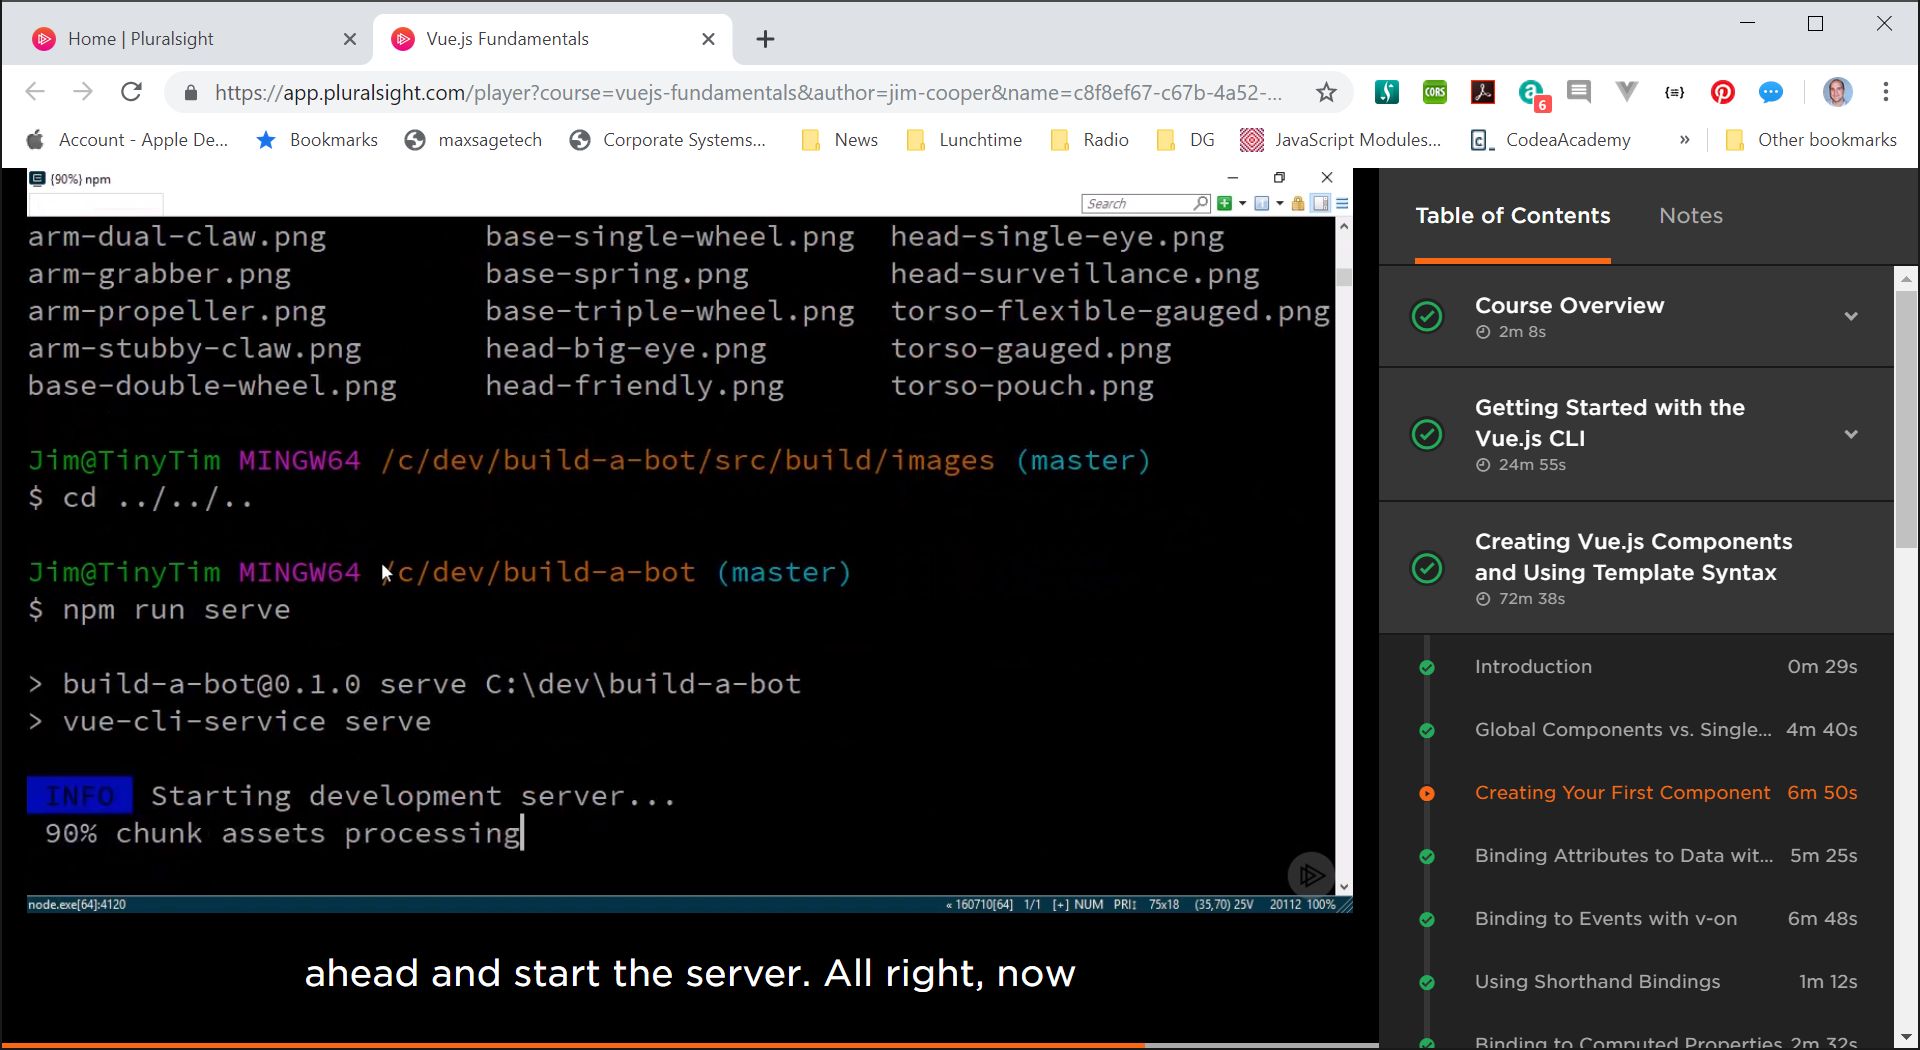 Home | Pluralsight
Vue.js Fundamentals
https://app.pluralsight.com/player?course=vuejs-fundamentals&author=jim-cooper&name=c8f8ef67-c67b-4a52-...
CORS
6
{≡}
Account - Apple De...
Bookmarks
maxsagetech
Corporate Systems...
News
Lunchtime
Radio
DG
JavaScript Modules...
CodeaAcademy
»
Other bookmarks
{90%} npm
Search
arm-dual-claw.png base-single-wheel.png head-single-eye.png
arm-grabber.png base-spring.png head-surveillance.png
arm-propeller.png base-triple-wheel.png torso-flexible-gauged.png
arm-stubby-claw.png head-big-eye.png torso-gauged.png
base-double-wheel.png head-friendly.png torso-pouch.png
Jim@TinyTim MINGW64 /c/dev/build-a-bot/src/build/images (master)
$ cd ../../..
Jim@TinyTim MINGW64 /c/dev/build-a-bot (master)
$ npm run serve
> build-a-bot@0.1.0 serve C:\dev\build-a-bot
> vue-cli-service serve
INFO Starting development server...
90% chunk assets processing
node.exe[64]:4120
« 160710[64] 1/1 [+] NUM PRI↕ 75x18 (35,70) 25V 20112 100%
ahead and start the server. All right, now
Table of Contents
Notes
Course Overview
2m 8s
Getting Started with the
Vue.js CLI
24m 55s
Creating Vue.js Components
and Using Template Syntax
72m 38s
Introduction 0m 29s
Global Components vs. Single... 4m 40s
Creating Your First Component 6m 50s
Binding Attributes to Data wit... 5m 25s
Binding to Events with v-on 6m 48s
Using Shorthand Bindings 1m 12s
Binding to Computed Properties 2m 32s